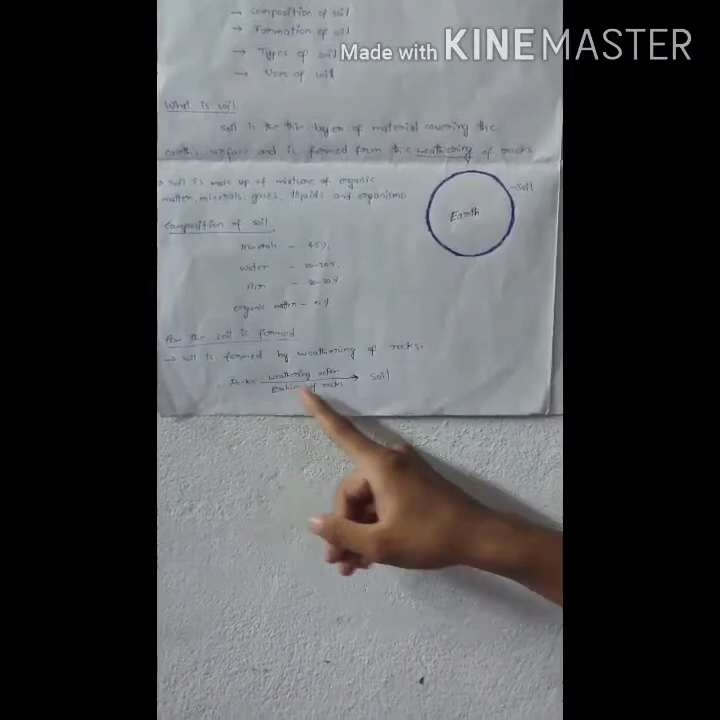 → Composition of soil
→ Formation of soil
→ Types of soil
→ Uses of soil
Made with KINEMASTER
What is soil
soil is the thin layer of material covering the
earth's surface and is formed from the weathering of rocks
soil is made up of mixture of organic
matter, minerals, gases, liquids and organisms
soil
Earth
Composition of soil
Minerals - 45%
Water - 20-30%
Air - 20-30%
organic matter - 5%
How the soil is formed
→ soil is formed by weathering of rocks.
Rocks weathering → soil
of rocks